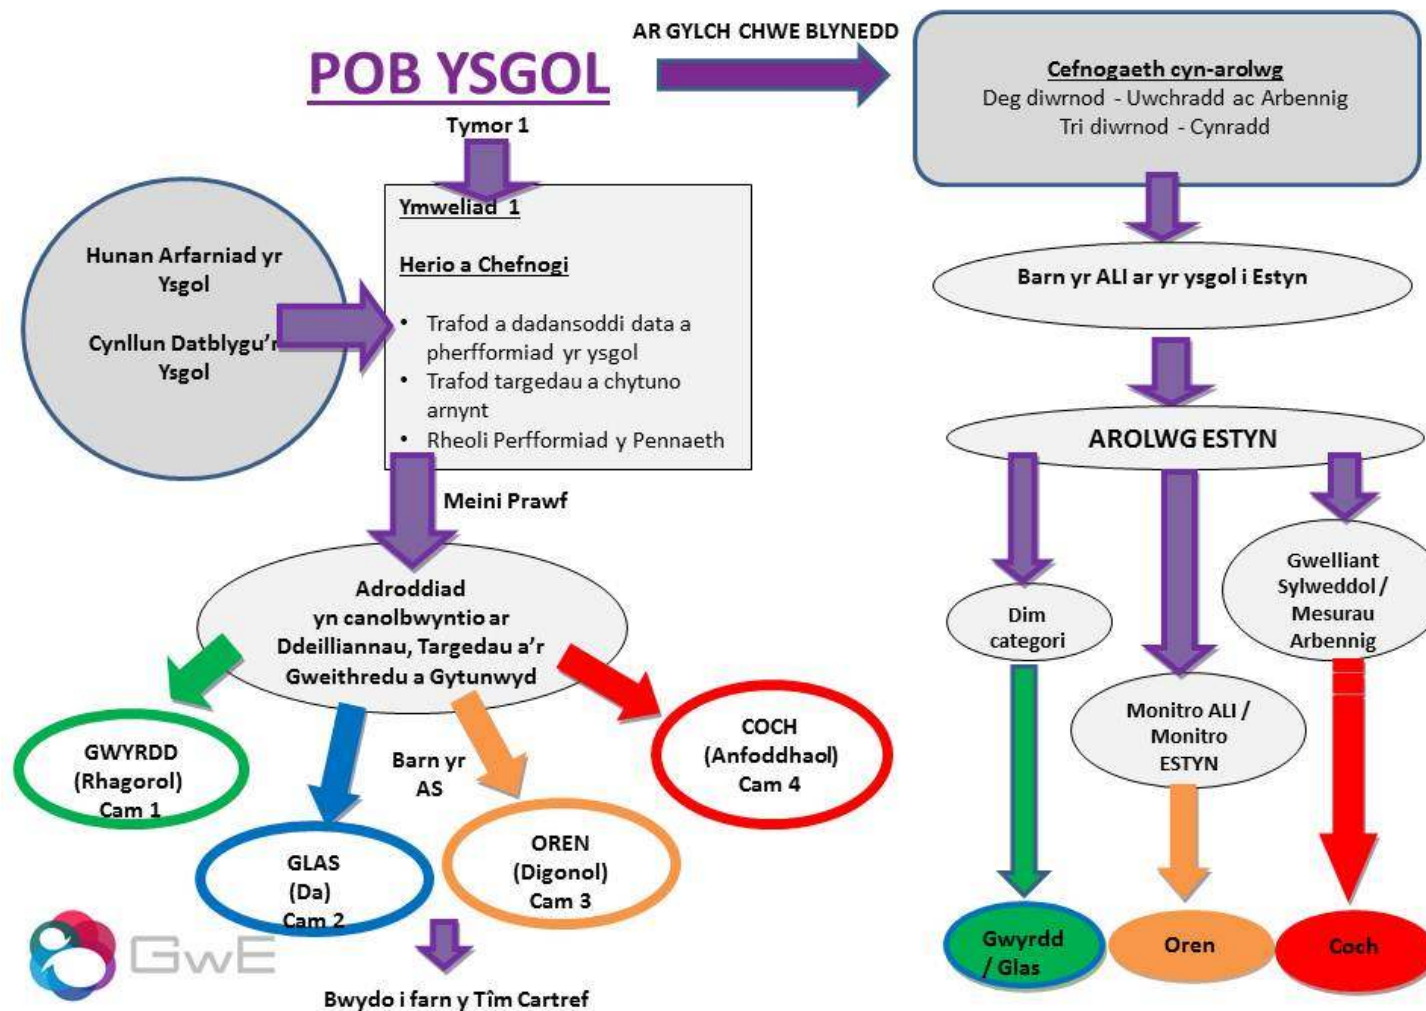 POB YSGOL
AR GYLCH CHWE BLYNEDD
Cefnogaeth cyn-arolwg
Deg diwrnod - Uwchradd ac Arbennig
Tri diwrnod - Cynradd
Tymor 1
Ymweliad 1
Herio a Chefnogi
• Trafod a dadansoddi data a
pherfformiad yr ysgol
• Trafod targedau a chytuno
arnynt
• Rheoli Perfformiad y Pennaeth
Hunan Arfarniad yr
Ysgol
Cynllun Datblygu'r
Ysgol
Meini Prawf
Adroddiad
yn canolbwyntio ar
Ddeilliannau, Targedau a'r
Gweithredu a Gytunwyd
GWYRDD
(Rhagorol)
Cam 1
GLAS
(Da)
Cam 2
Barn yr
AS
OREN
(Digonol)
Cam 3
COCH
(Anfoddhaol)
Cam 4
Bwydo i farn y Tîm Cartref
GwE
Barn yr ALI ar yr ysgol i Estyn
AROLWG ESTYN
Dim
categori
Monitro ALI /
Monitro
ESTYN
Gwelliant
Sylweddol /
Mesurau
Arbennig
Gwyrdd
/ Glas
Oren
Coch